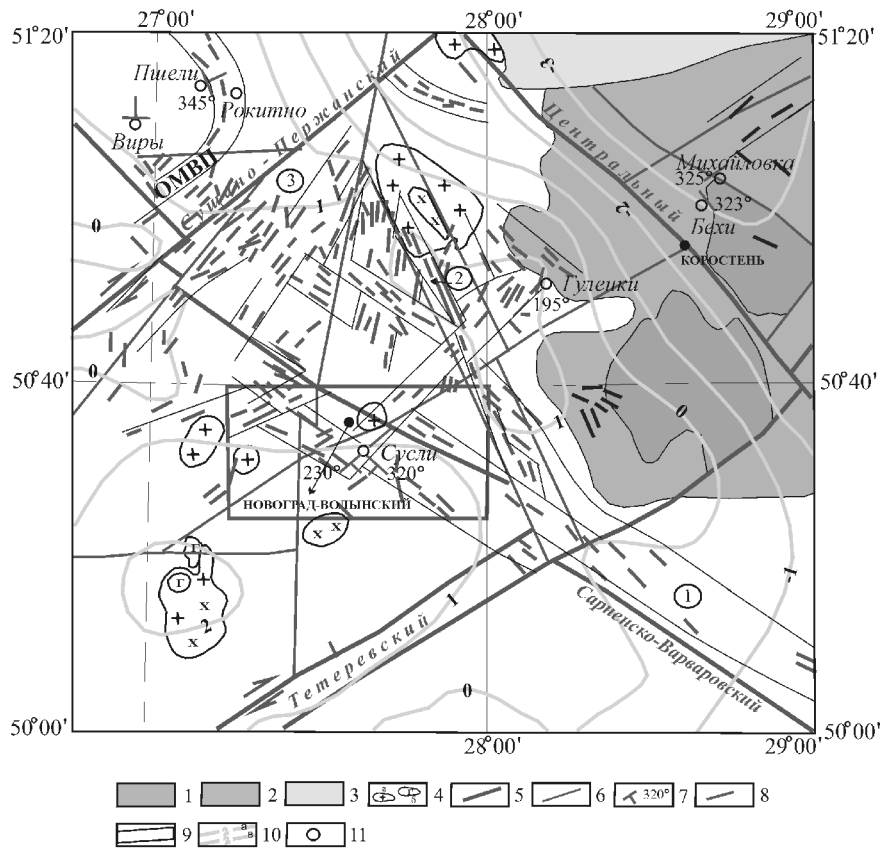 27°00'
28°00'
29°00'
51°20'
51°20'
Пшели
345°
Рокитно
Виры
ОМВП
Сущано - Пержанский
3
1
0
-3
Центральный
2
Михайловка
325°
323°
Бехи
КОРОСТЕНЬ
2
Гуленки
195°
0
50°40'
50°40'
1
0
Сусли
230°
320°
НОВОГРАД-ВОЛЫНСКИЙ
х х
г
г
х
2
х
Тетеревский
1
1
-1
Сарненско-Варваровский
0
50°00'
50°00'
28°00'
29°00'
1
2
3
а б 4
5
6
320° 7
8
9
а в 10
11